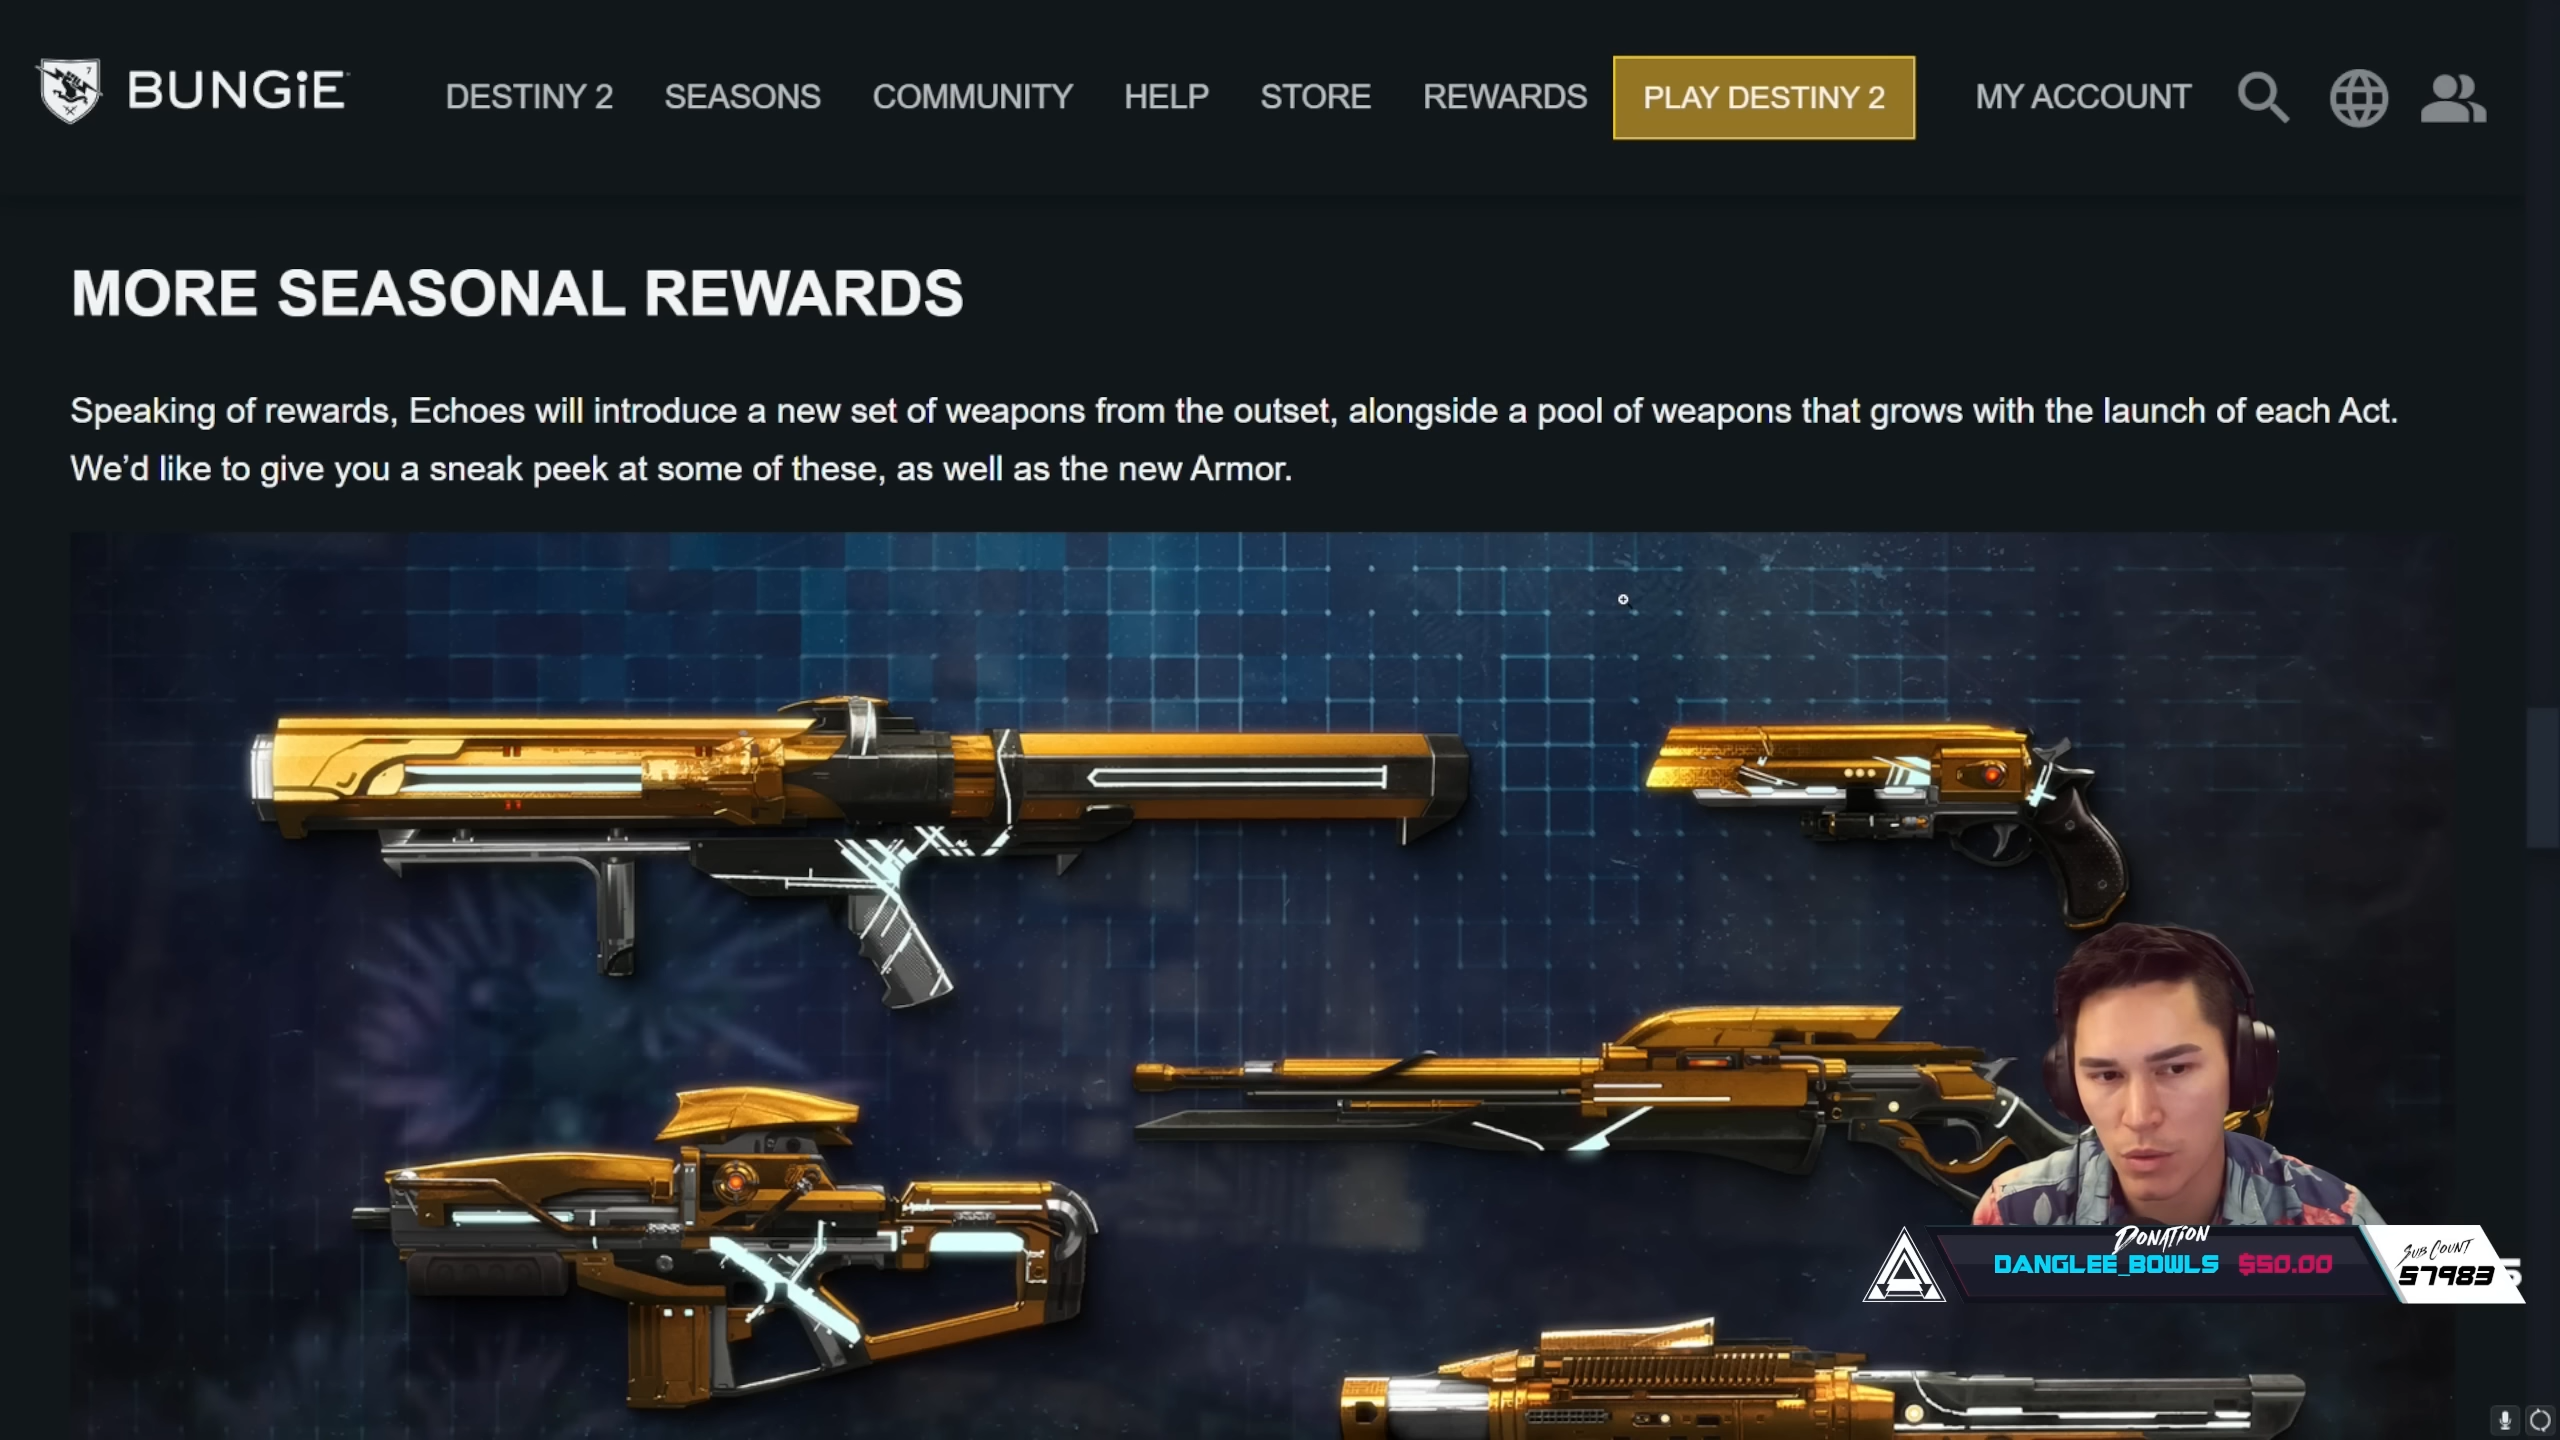 BUNGiE
DESTINY 2 SEASONS COMMUNITY HELP STORE REWARDS PLAY DESTINY 2 MY ACCOUNT
MORE SEASONAL REWARDS
Speaking of rewards, Echoes will introduce a new set of weapons from the outset, alongside a pool of weapons that grows with the launch of each Act.
We’d like to give you a sneak peek at some of these, as well as the new Armor.
DONATION
DANGLEE_BOWLS $50.00
SUB COUNT
57983